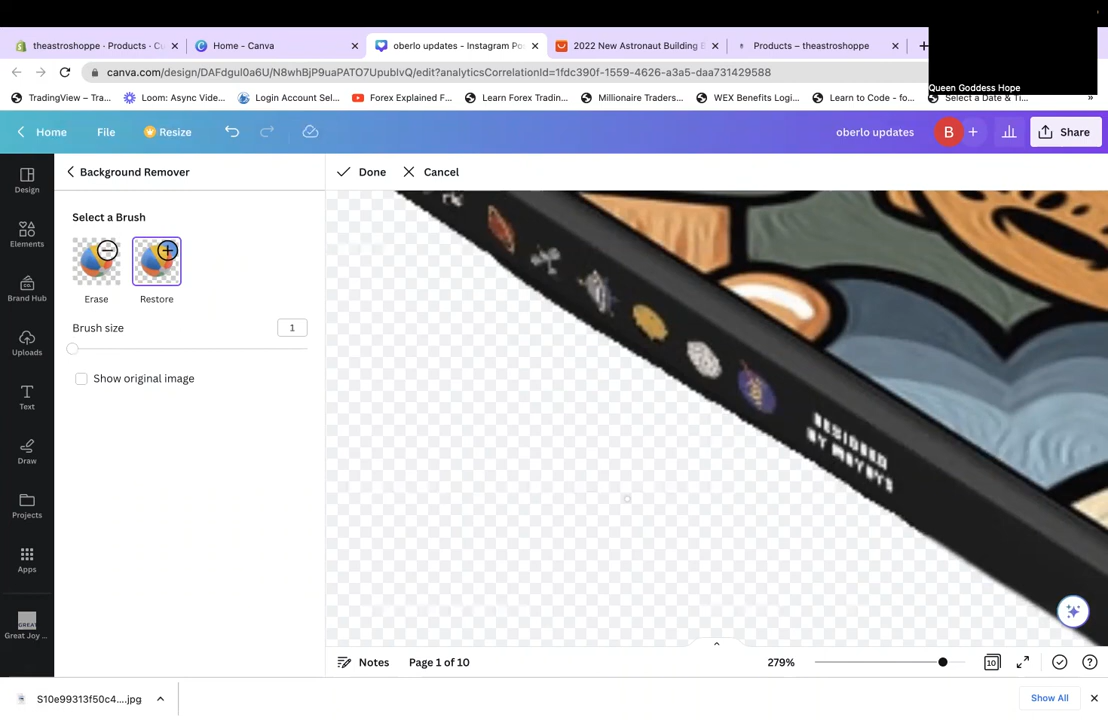 theastroshoppe · Products · Cu
Home - Canva
oberlo updates - Instagram Po
2022 New Astronaut Building B
Products – theastroshoppe
canva.com/design/DAFdguI0a6U/N8whBjP9uaPATO7UpublvQ/edit?analyticsCorrelationId=1fdc390f-1559-4626-a3a5-daa731429588
Queen Goddess Hope
TradingView – Tra...
Loom: Async Vide...
Login Account Sel...
Forex Explained F...
Learn Forex Tradin...
Millionaire Traders...
WEX Benefits Logi...
Learn to Code - fo...
Select a Date & Ti...
»
Home
File
Resize
oberlo updates
B
Share
Design
Elements
Brand Hub
Uploads
Text
Draw
Projects
Apps
GREAT
Great Joy ...
Background Remover
Select a Brush
Erase
Restore
Brush size
1
Show original image
Done
Cancel
DESIGNED
BY
Notes
Page 1 of 10
279%
10
S10e99313f50c4....jpg
Show All